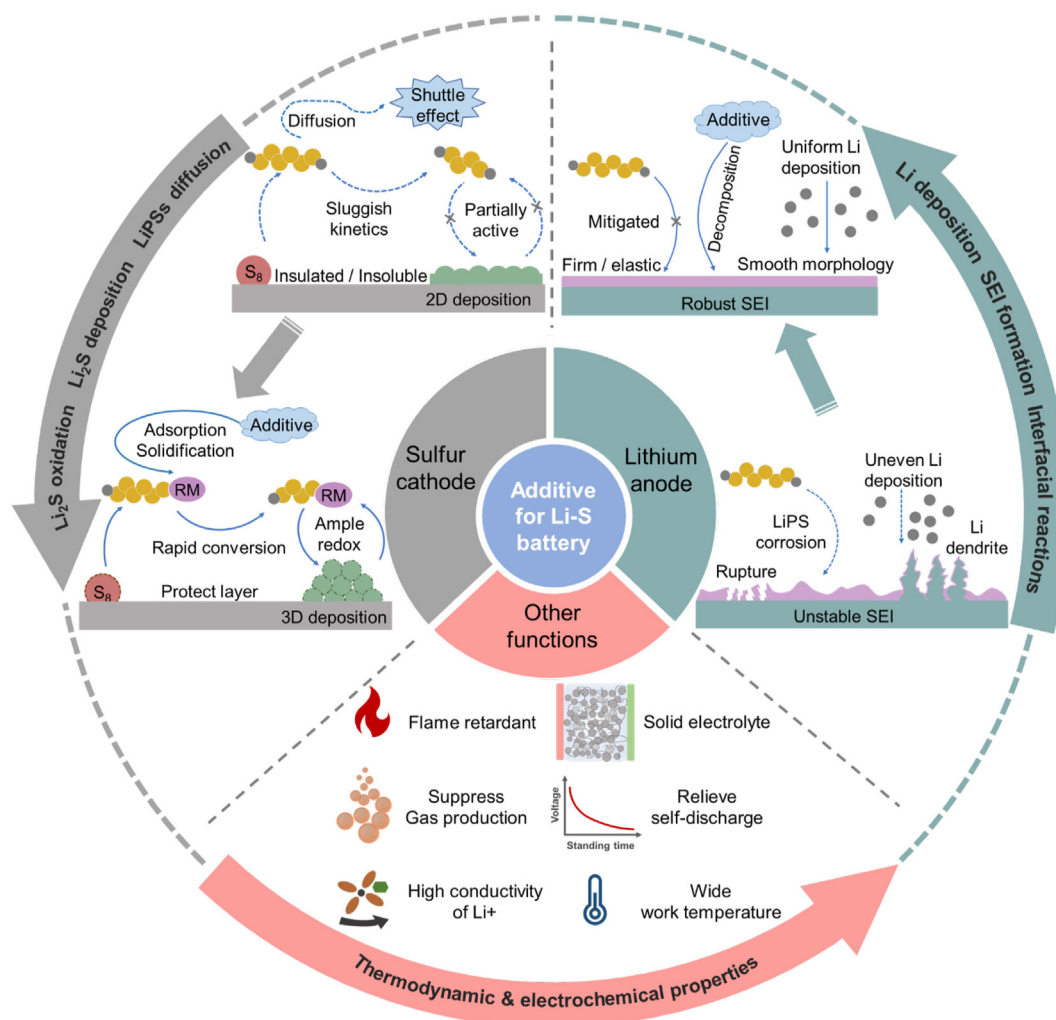 Shuttle
effect
Diffusion
Sluggish
kinetics
Partially
active
S₈
Insulated / Insoluble
2D deposition
Additive
Uniform Li
deposition
Mitigated
Decomposition
Firm / elastic
Smooth morphology
Robust SEI
Li₂S oxidation Li₂S deposition LiPSs diffusion
Li deposition SEI formation Interfacial reactions
Adsorption
Solidification
Additive
RM
RM
Rapid conversion
Ample
redox
S₈
Protect layer
3D deposition
Sulfur
cathode
Lithium
anode
Additive
for Li-S
battery
Other
functions
Uneven Li
deposition
LiPS
corrosion
Li
dendrite
Rupture
Unstable SEI
Flame retardant
Solid electrolyte
Suppress
Gas production
Voltage
Standing time
Relieve
self-discharge
High conductivity
of Li+
Wide
work temperature
Thermodynamic & electrochemical properties